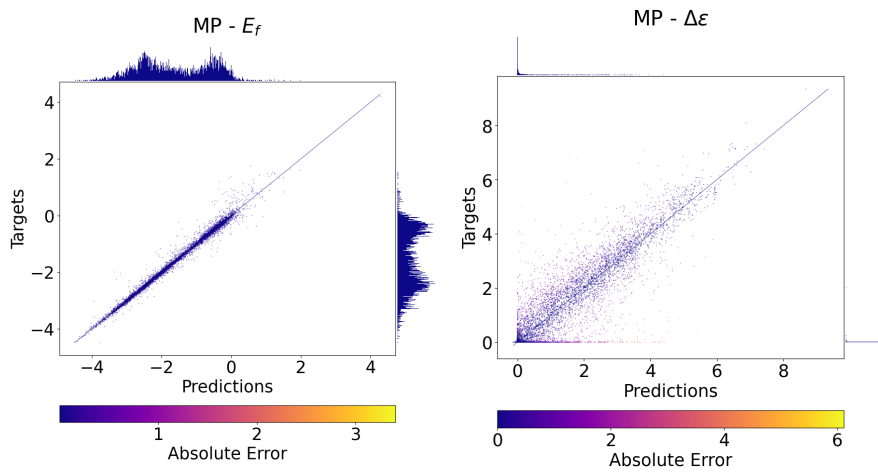 MP - E_f
4
2
0
−2
−4
Targets
−4 −2 0 2 4
Predictions
1 2 3
Absolute Error
MP - Δε
8
6
4
2
0
Targets
0 2 4 6 8
Predictions
0 2 4 6
Absolute Error